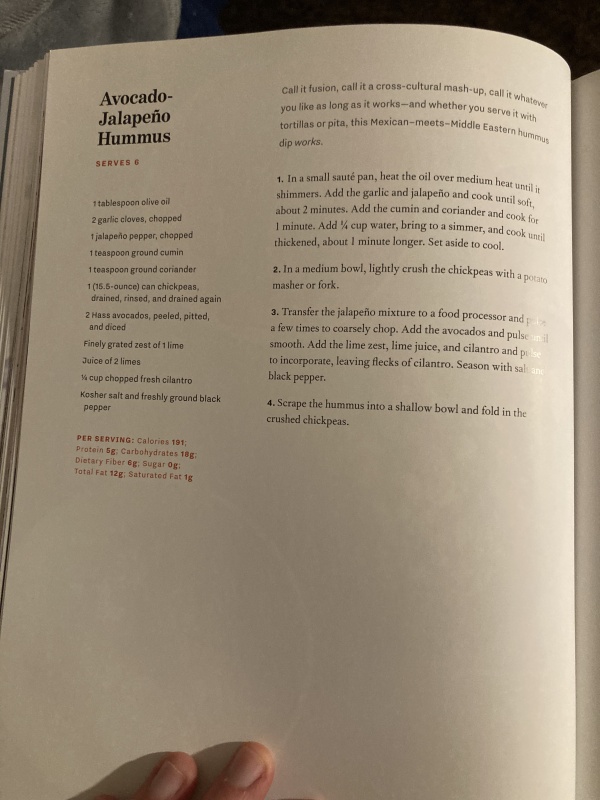 Avocado-
Jalapeño
Hummus
SERVES 6
1 tablespoon olive oil
2 garlic cloves, chopped
1 jalapeño pepper, chopped
1 teaspoon ground cumin
1 teaspoon ground coriander
1 (15.5-ounce) can chickpeas,
drained, rinsed, and drained again
2 Hass avocados, peeled, pitted,
and diced
Finely grated zest of 1 lime
Juice of 2 limes
¼ cup chopped fresh cilantro
Kosher salt and freshly ground black
pepper
PER SERVING: Calories 191;
Protein 5g; Carbohydrates 18g;
Dietary Fiber 6g; Sugar 0g;
Total Fat 12g; Saturated Fat 1g
Call it fusion, call it a cross-cultural mash-up, call it whatever
you like as long as it works—and whether you serve it with
tortillas or pita, this Mexican–meets–Middle Eastern hummus
dip works.
1. In a small sauté pan, heat the oil over medium heat until it
shimmers. Add the garlic and jalapeño and cook until soft,
about 2 minutes. Add the cumin and coriander and cook for
1 minute. Add ¼ cup water, bring to a simmer, and cook until
thickened, about 1 minute longer. Set aside to cool.
2. In a medium bowl, lightly crush the chickpeas with a potato
masher or fork.
3. Transfer the jalapeño mixture to a food processor and pulse
a few times to coarsely chop. Add the avocados and pulse until
smooth. Add the lime zest, lime juice, and cilantro and pulse
to incorporate, leaving flecks of cilantro. Season with salt and
black pepper.
4. Scrape the hummus into a shallow bowl and fold in the
crushed chickpeas.